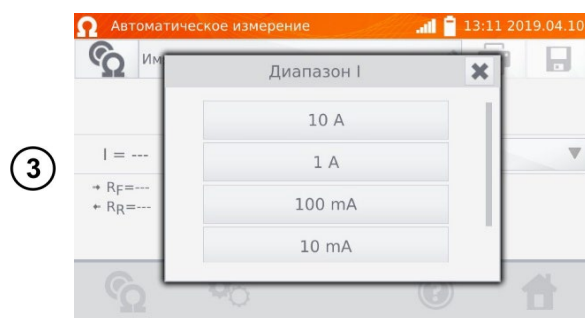 Автоматическое измерение 13:11 2019.04.10
Им
Диапазон I
10 A
1 A
3
I = ---
100 mA
→ RF=---
← RR=---
10 mA